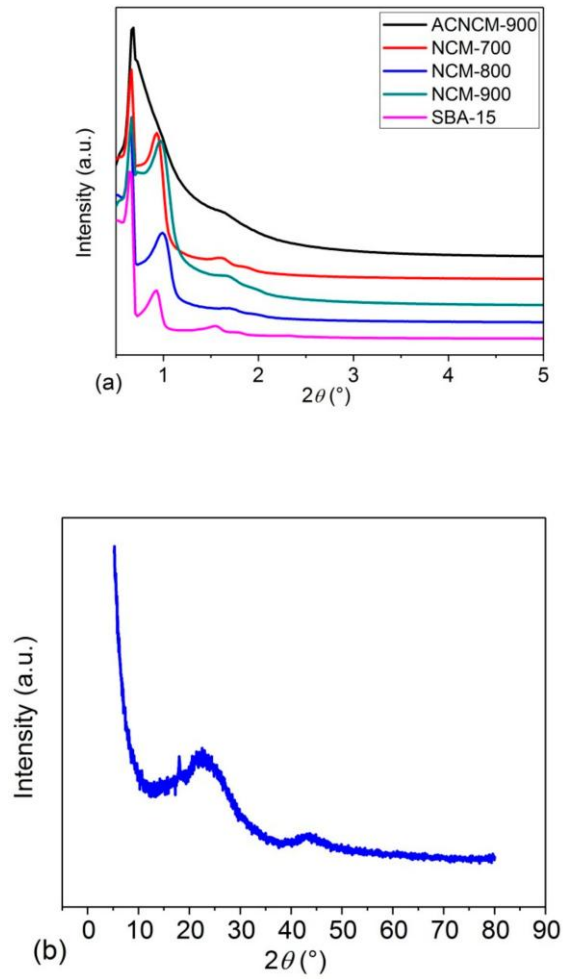 ACNCM-900
NCM-700
NCM-800
NCM-900
SBA-15
Intensity (a.u.)
1 2 3 4 5
(a)
2θ (°)
Intensity (a.u.)
0 10 20 30 40 50 60 70 80 90
(b)
2θ (°)